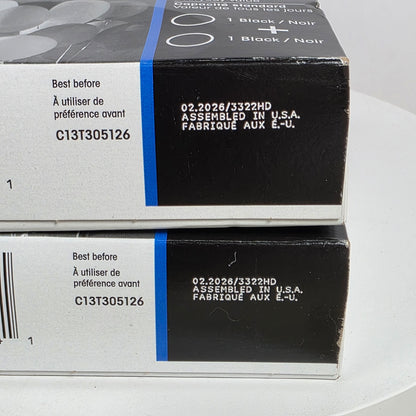 Capacité standard
Valeur de tous les jours
1 Black / Noir
+
1 Black / Noir
Best before
À utiliser de
préférence avant
C13T305126
02.2026/3322HD
ASSEMBLED IN U.S.A.
FABRIQUÉ AUX É.-U.
1
Best before
À utiliser de
préférence avant
C13T305126
02.2026/3322HD
ASSEMBLED IN U.S.A.
FABRIQUÉ AUX É.-U.
1